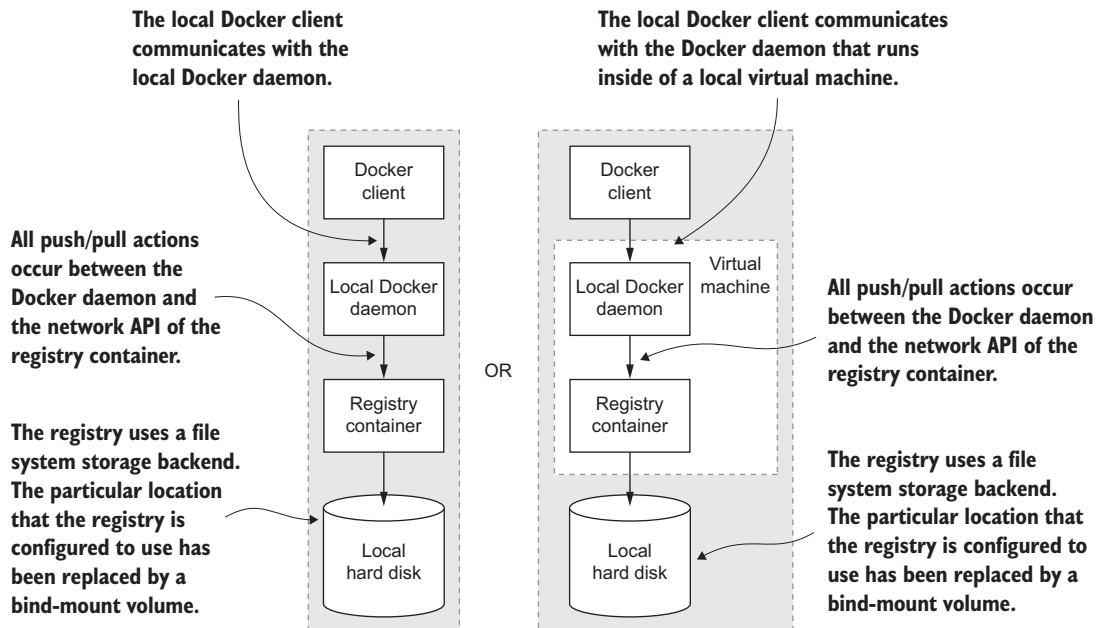 The local Docker client
communicates with the
local Docker daemon.
The local Docker client communicates
with the Docker daemon that runs
inside of a local virtual machine.
Docker
client
Docker
client
All push/pull actions
occur between the
Docker daemon and
the network API of the
registry container.
Local Docker
daemon
Virtual
machine
Local Docker
daemon
All push/pull actions occur
between the Docker daemon
and the network API of the
registry container.
OR
Registry
container
Registry
container
The registry uses a file
system storage backend.
The particular location
that the registry is
configured to use has
been replaced by a
bind-mount volume.
Local
hard disk
Local
hard disk
The registry uses a file
system storage backend.
The particular location that
the registry is configured to
use has been replaced by a
bind-mount volume.